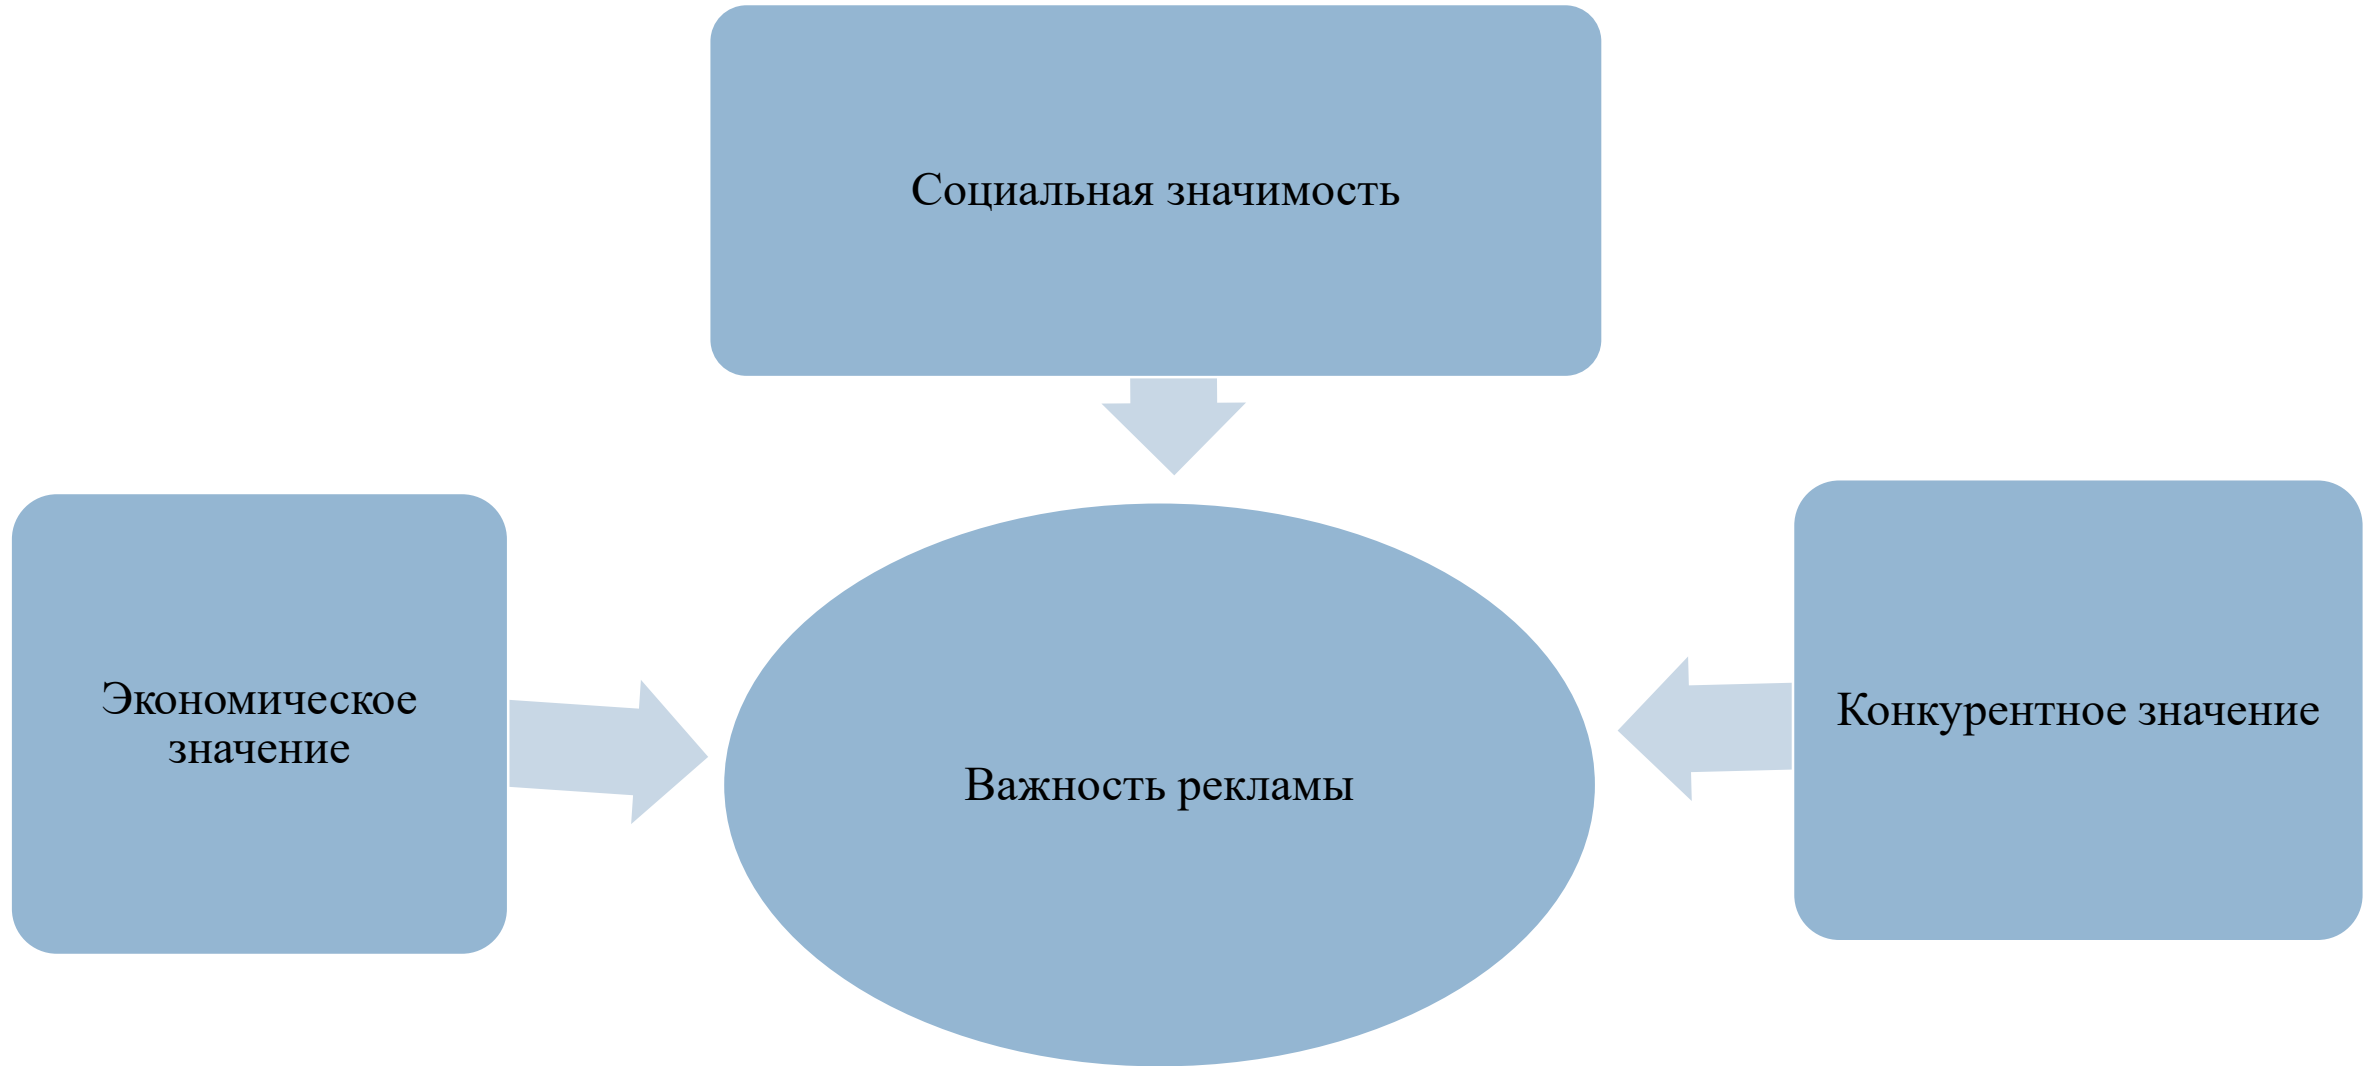 Социальная значимость
Экономическое
значение
Конкурентное значение
Важность рекламы